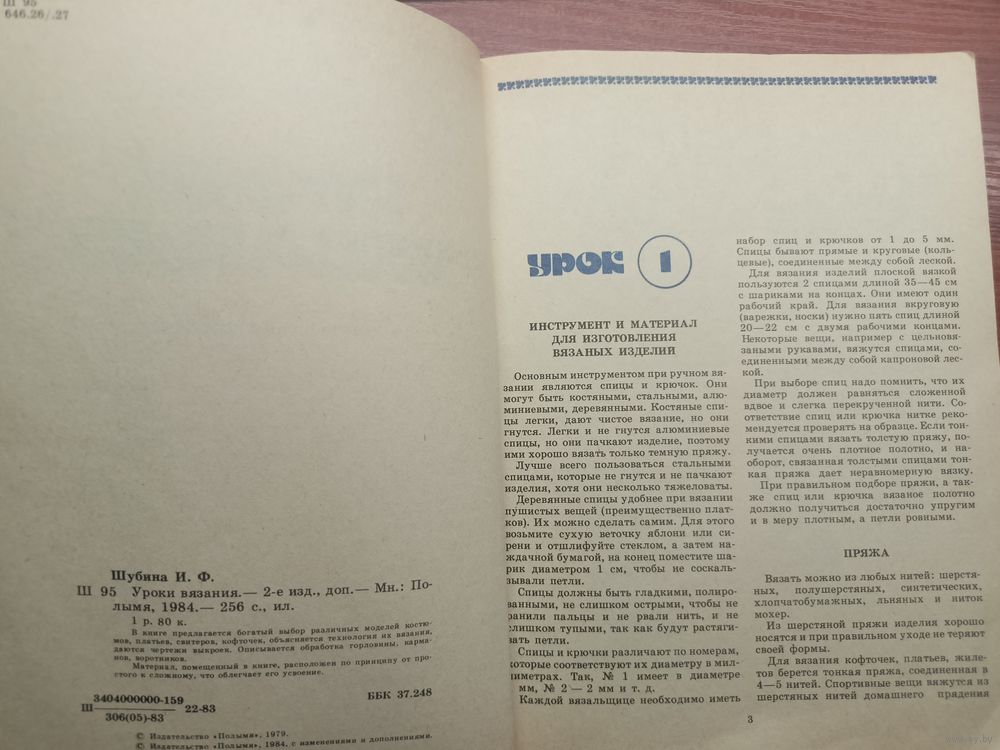 Ш 95
646.26/.27
Шубина И. Ф.
Ш 95 Уроки вязания.— 2-е изд., доп.— Мн.: По-
лымя, 1984.— 256 с., ил.
1 р. 80 к.
В книге предлагается богатый выбор различных моделей костю-
мов, платьев, свитеров, кофточек, объясняется технология их вязания,
даются чертежи выкроек. Описывается обработка горловины, карма-
нов, воротников.
Материал, помещенный в книге, расположен по принципу от про-
стого к сложному, что облегчает его усвоение.
3404000000-159
Ш 22-83
306(05)-83
ББК 37.248
© Издательство «Полымя», 1979.
© Издательство «Полымя», 1984, с изменениями и дополнениями.
УРОК 1
ИНСТРУМЕНТ И МАТЕРИАЛ
ДЛЯ ИЗГОТОВЛЕНИЯ
ВЯЗАНЫХ ИЗДЕЛИЙ
Основным инструментом при ручном вя-
зании являются спицы и крючок. Они
могут быть костяными, стальными, алю-
миниевыми, деревянными. Костяные спи-
цы легки, дают чистое вязание, но они
гнутся. Легки и не гнутся алюминиевые
спицы, но они пачкают изделие, поэтому
ими хорошо вязать только темную пряжу.
Лучше всего пользоваться стальными
спицами, которые не гнутся и не пачкают
изделия, хотя они несколько тяжеловаты.
Деревянные спицы удобнее при вязании
пушистых вещей (преимущественно плат-
ков). Их можно сделать самим. Для этого
возьмите сухую веточку яблони или си-
рени и отшлифуйте стеклом, а затем на-
ждачной бумагой, на конец поместите ша-
рик диаметром 1 см, чтобы не соскаль-
зывали петли.
Спицы должны быть гладкими, полиро-
ванными, не слишком острыми, чтобы не
ранили пальцы и не рвали нити, и не
слишком тупыми, так как будут растяги-
вать петли.
Спицы и крючки различают по номерам,
которые соответствуют их диаметру в мил-
лиметрах. Так, № 1 имеет в диаметре
мм, № 2 — 2 мм и т. д.
Каждой вязальщице необходимо иметь
набор спиц и крючков от 1 до 5 мм.
Спицы бывают прямые и круговые (коль-
цевые), соединенные между собой леской.
Для вязания изделий плоской вязкой
пользуются 2 спицами длиной 35—45 см
с шариками на концах. Они имеют один
рабочий край. Для вязания вкруговую
(варежки, носки) нужно пять спиц длиной
20—22 см с двумя рабочими концами.
Некоторые вещи, например с цельновя-
заными рукавами, вяжутся спицами, со-
единенными между собой капроновой лес-
кой.
При выборе спиц надо помнить, что их
диаметр должен равняться сложенной
вдвое и слегка перекрученной нити. Со-
ответствие спиц или крючка нитке реко-
мендуется проверять на образце. Если тон-
кими спицами вязать толстую пряжу, по-
лучается очень плотное полотно, и на-
оборот, связанная толстыми спицами тон-
кая пряжа дает неравномерную вязку.
При правильном подборе пряжи, а так-
же спиц или крючка вязаное полотно
должно получиться достаточно упругим
и в меру плотным, а петли ровными.
ПРЯЖА
Вязать можно из любых нитей: шерстя-
ных, полушерстяных, синтетических,
хлопчатобумажных, льняных и ниток
мохер.
Из шерстяной пряжи изделия хорошо
носятся и при правильном уходе не теряют
своей формы.
Для вязания кофточек, платьев, жиле-
тов берется тонкая пряжа, соединенная в
4—5 нитей. Спортивные вещи вяжутся из
шерстяных нитей домашнего прядения
3